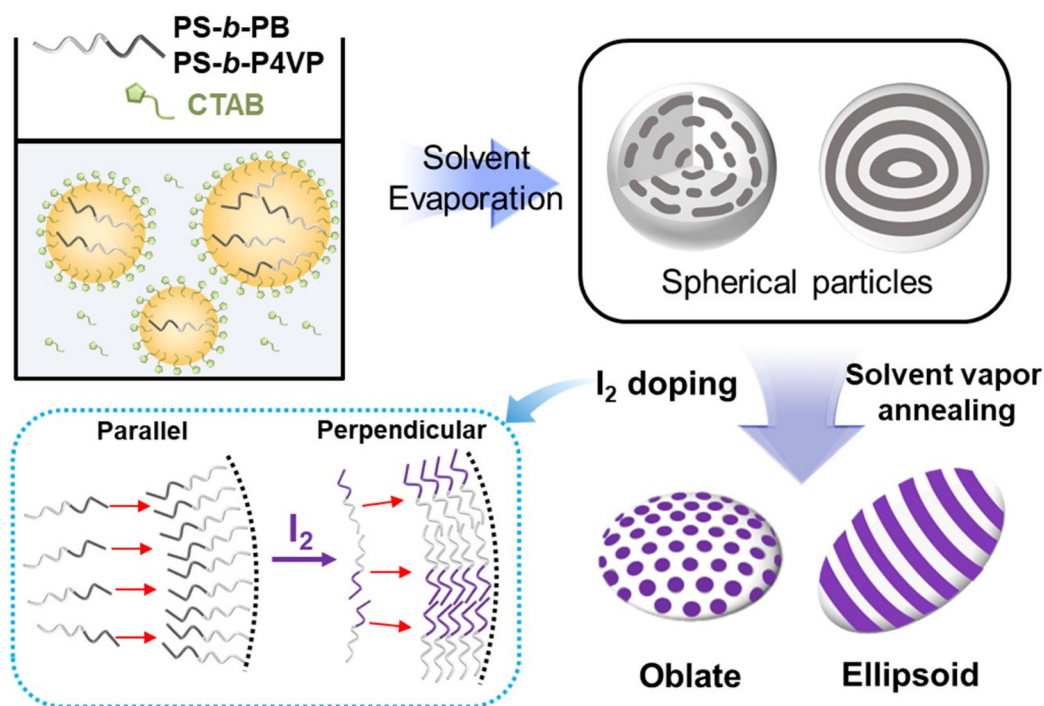 PS-b-PB
PS-b-P4VP
CTAB
Solvent
Evaporation
Spherical particles
I₂ doping
Solvent vapor
annealing
Parallel
Perpendicular
I₂
Oblate
Ellipsoid